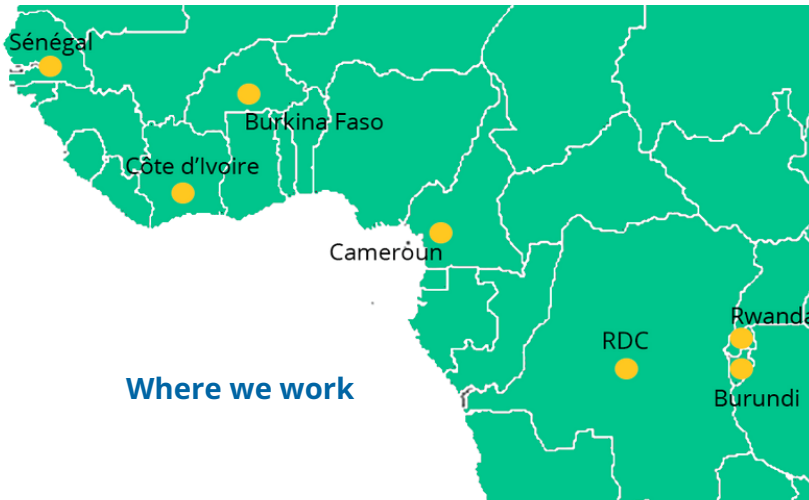 Sénégal
Burkina Faso
Côte d’Ivoire
Cameroun
Rwanda
RDC
Where we work
Burundi